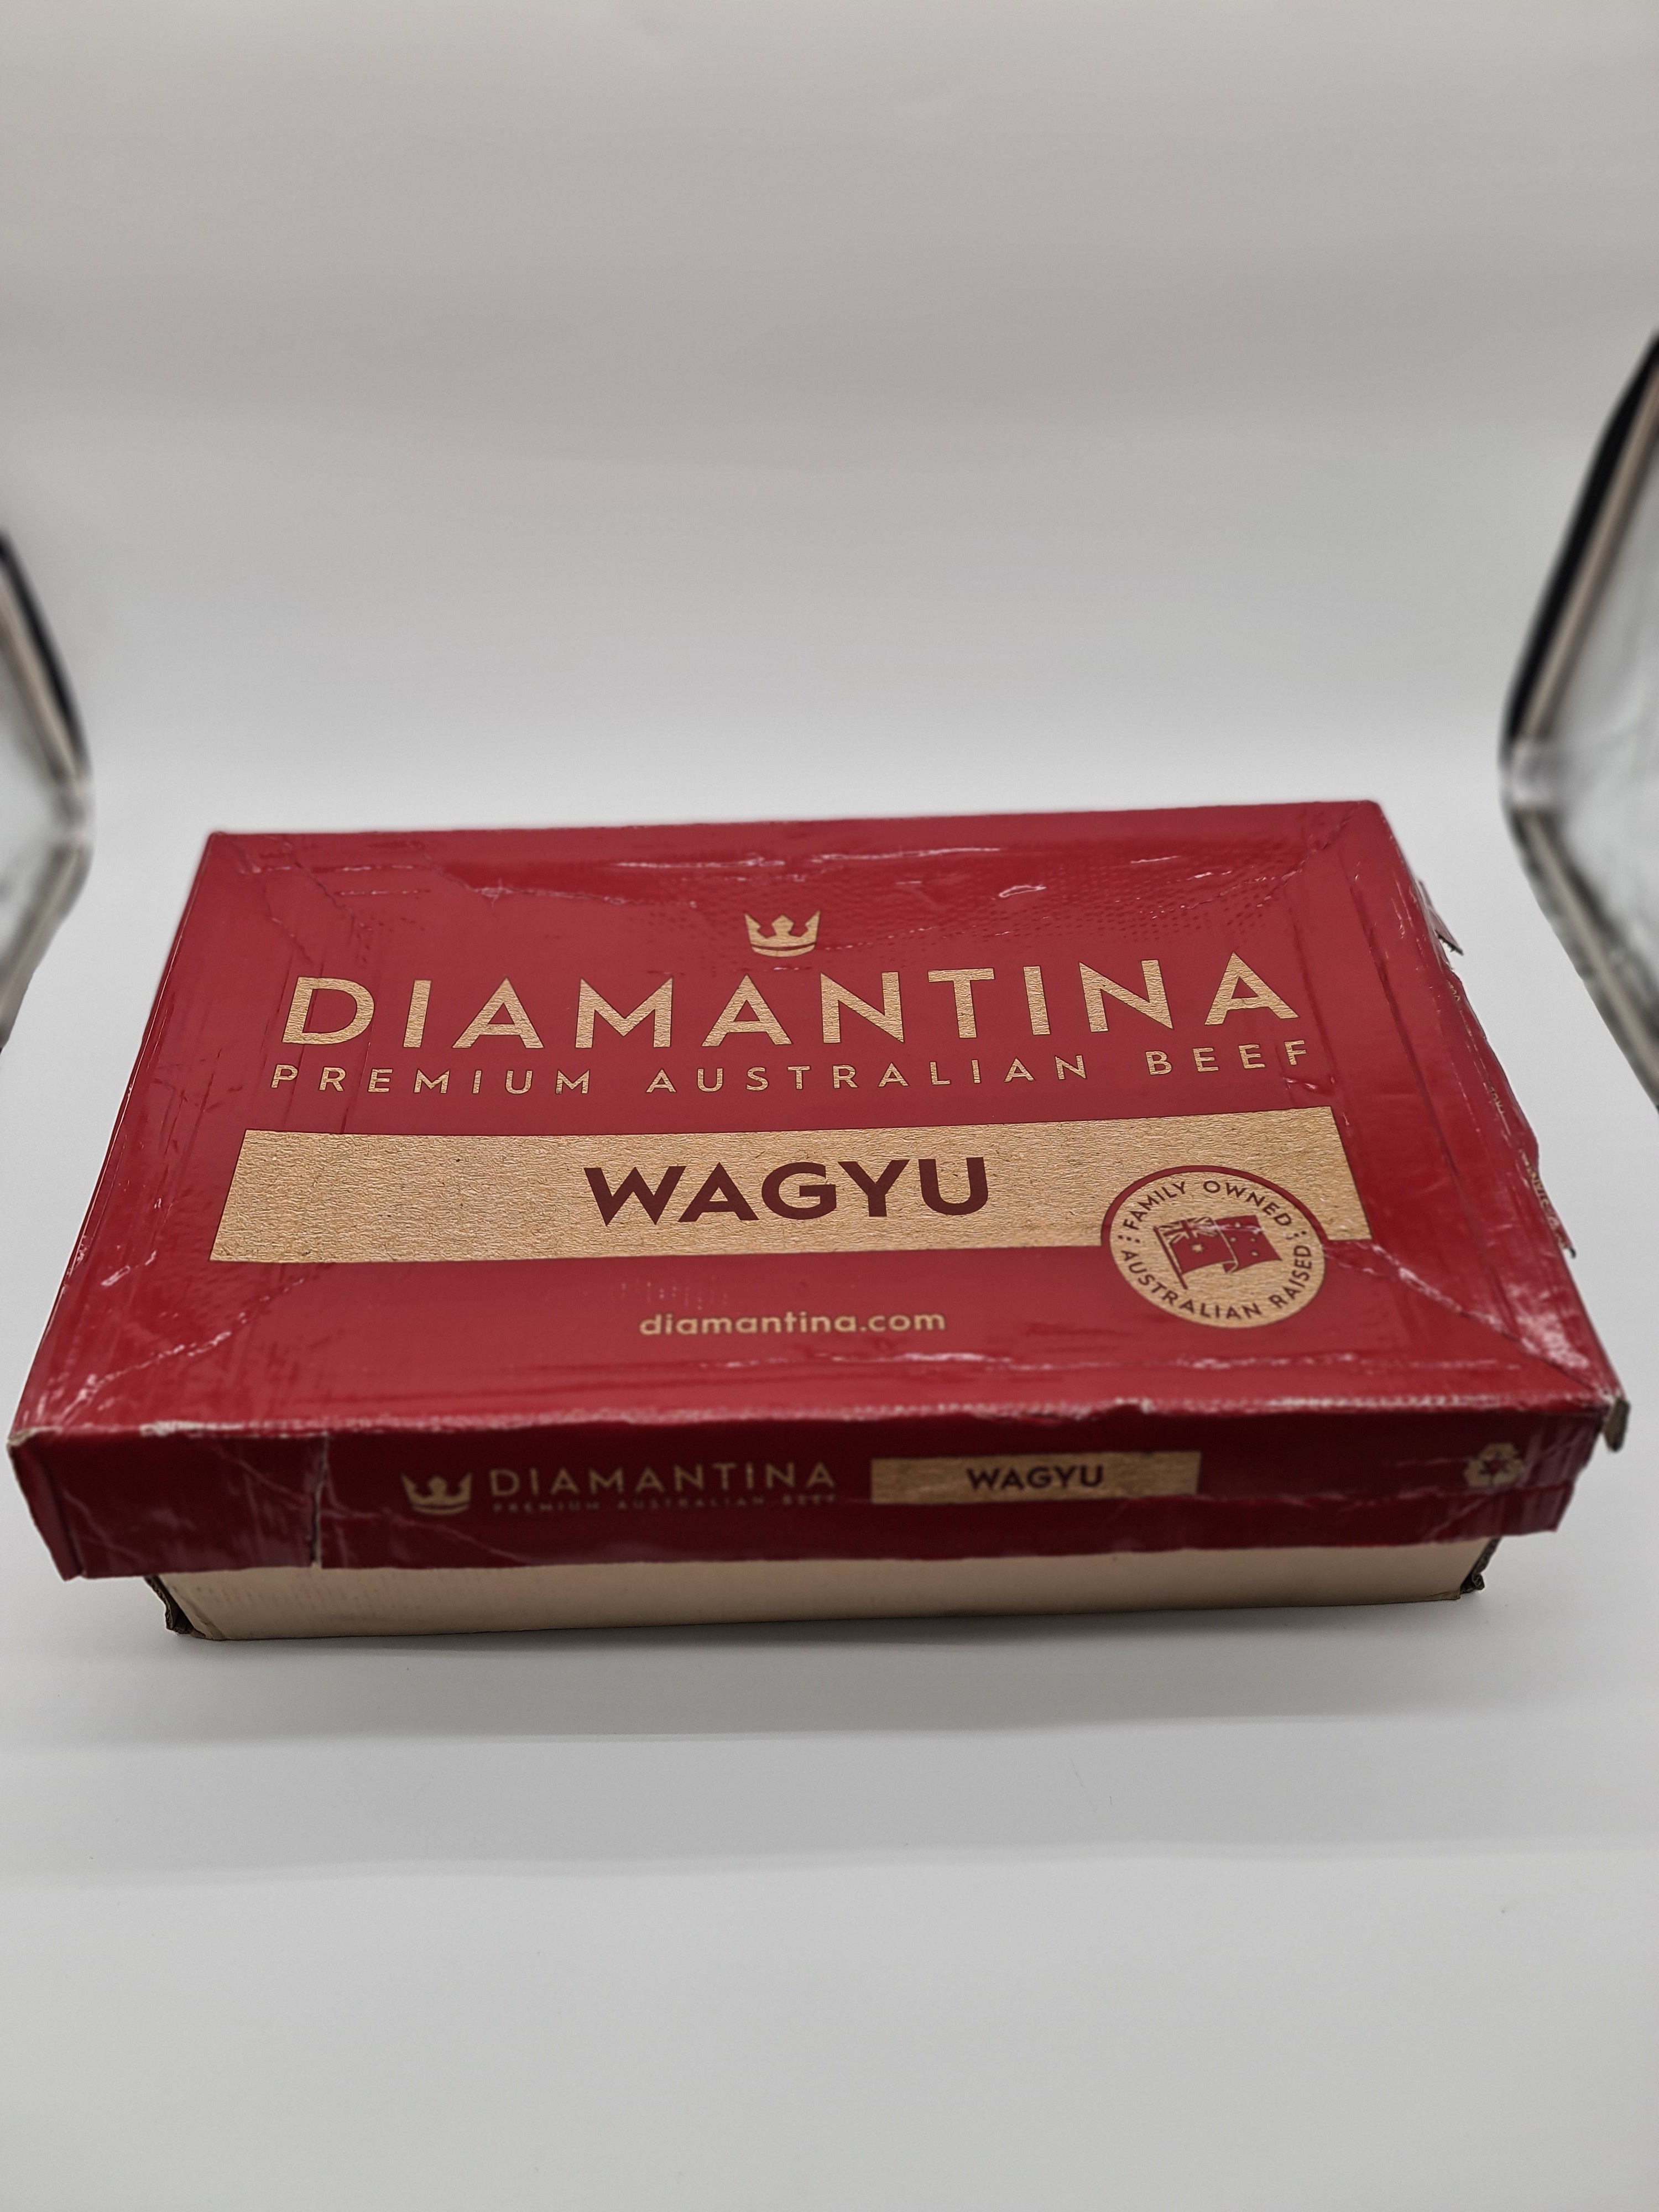 DIAMANTINA
PREMIUM AUSTRALIAN BEEF
WAGYU
FAMILY OWNED
AUSTRALIAN RAISED
diamantina.com
DIAMANTINA
PREMIUM AUSTRALIAN BEEF
WAGYU